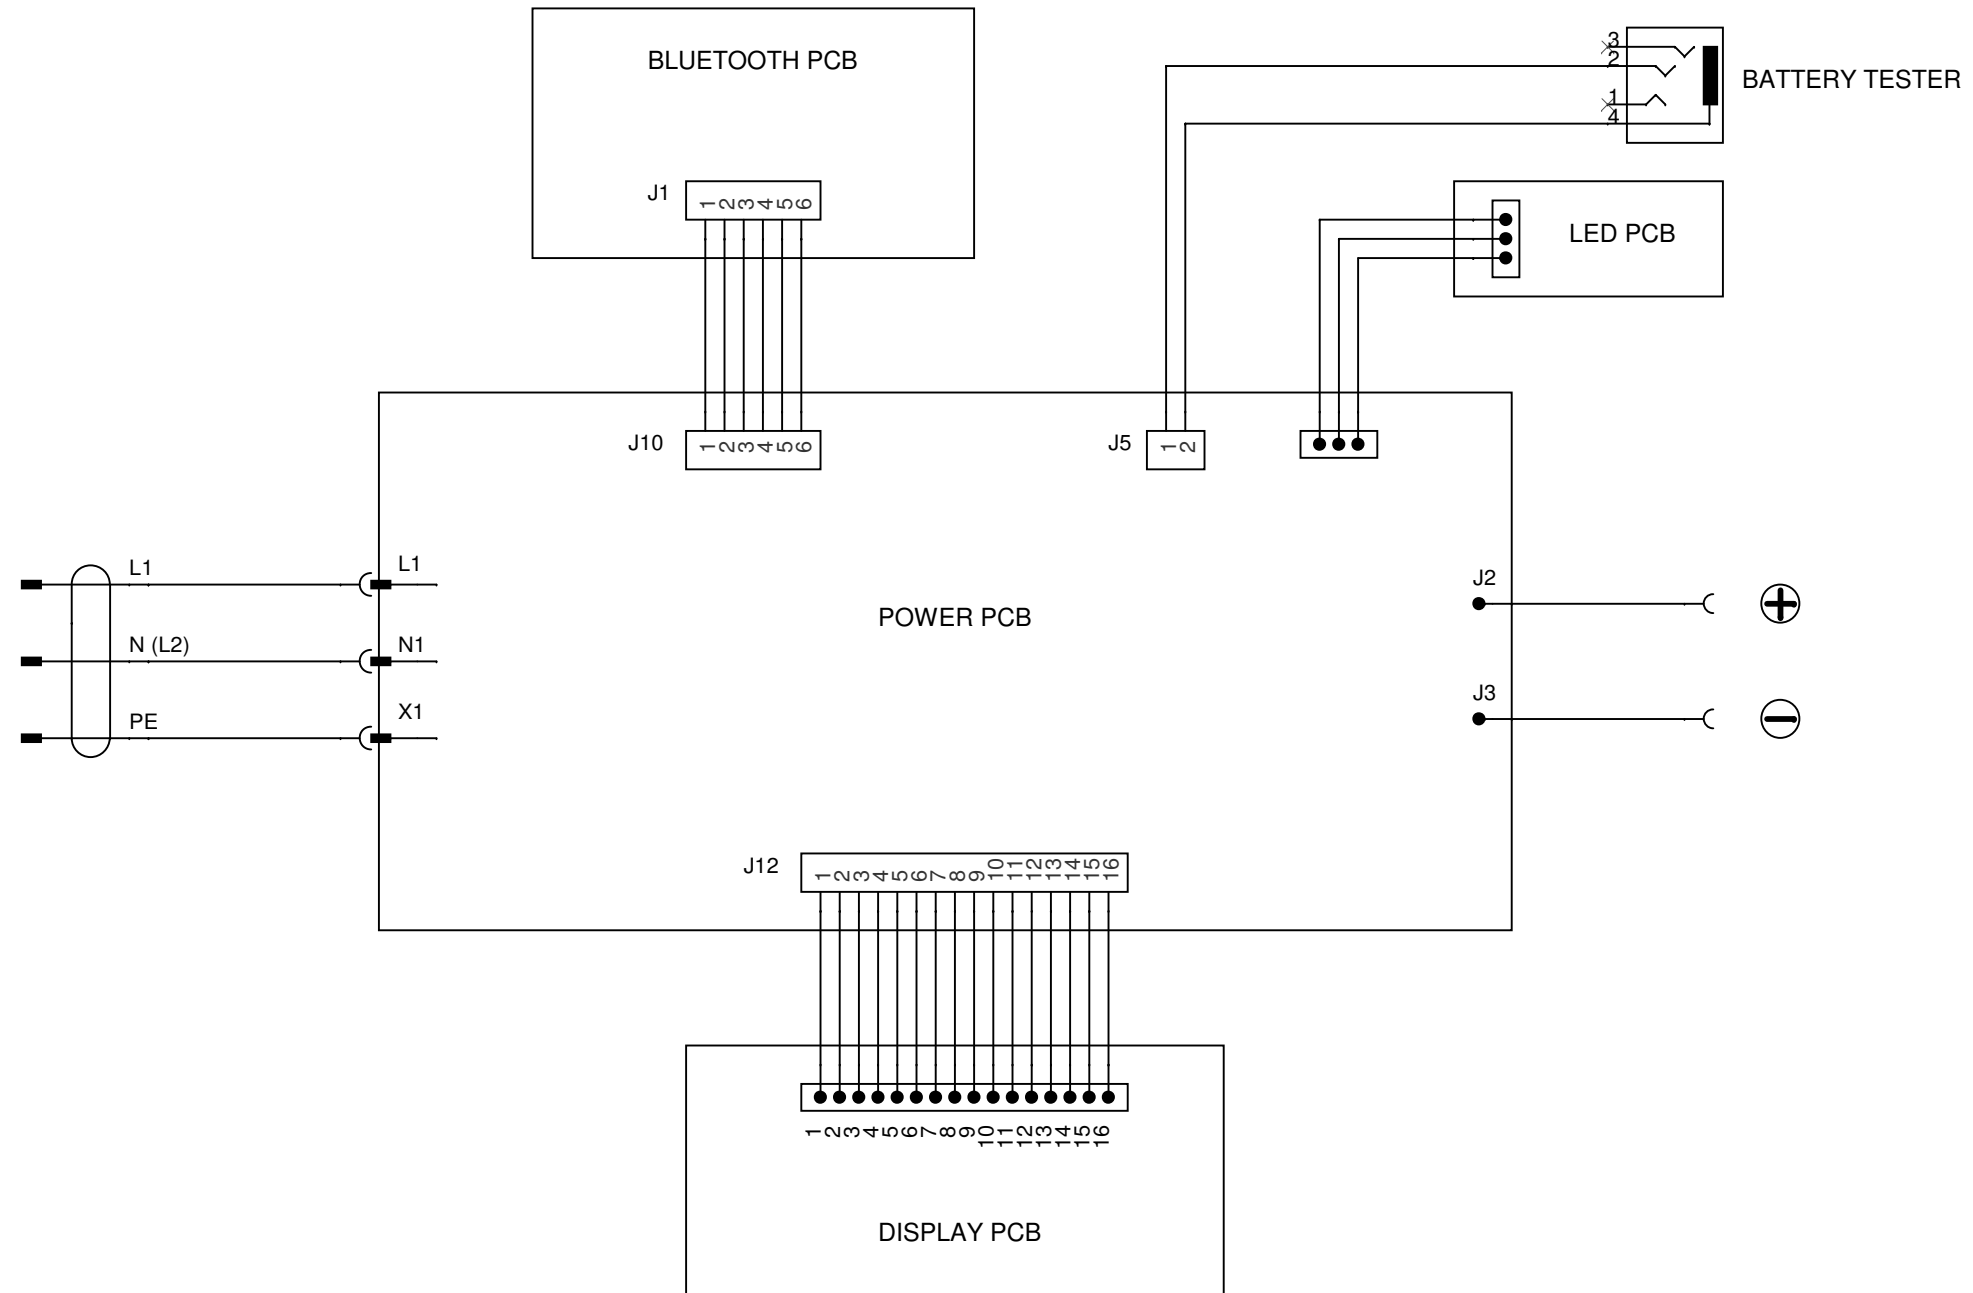 BLUETOOTH PCB
3
2
BATTERY TESTER
1
4
J1
1 2 3 4 5 6
LED PCB
J10
1 2 3 4 5 6
J5
1 2
L1
L1
J2
POWER PCB
N (L2)
N1
J3
PE
X1
J12
1 2 3 4 5 6 7 8 9 10 11 12 13 14 15 16
1 2 3 4 5 6 7 8 9 10 11 12 13 14 15 16
DISPLAY PCB